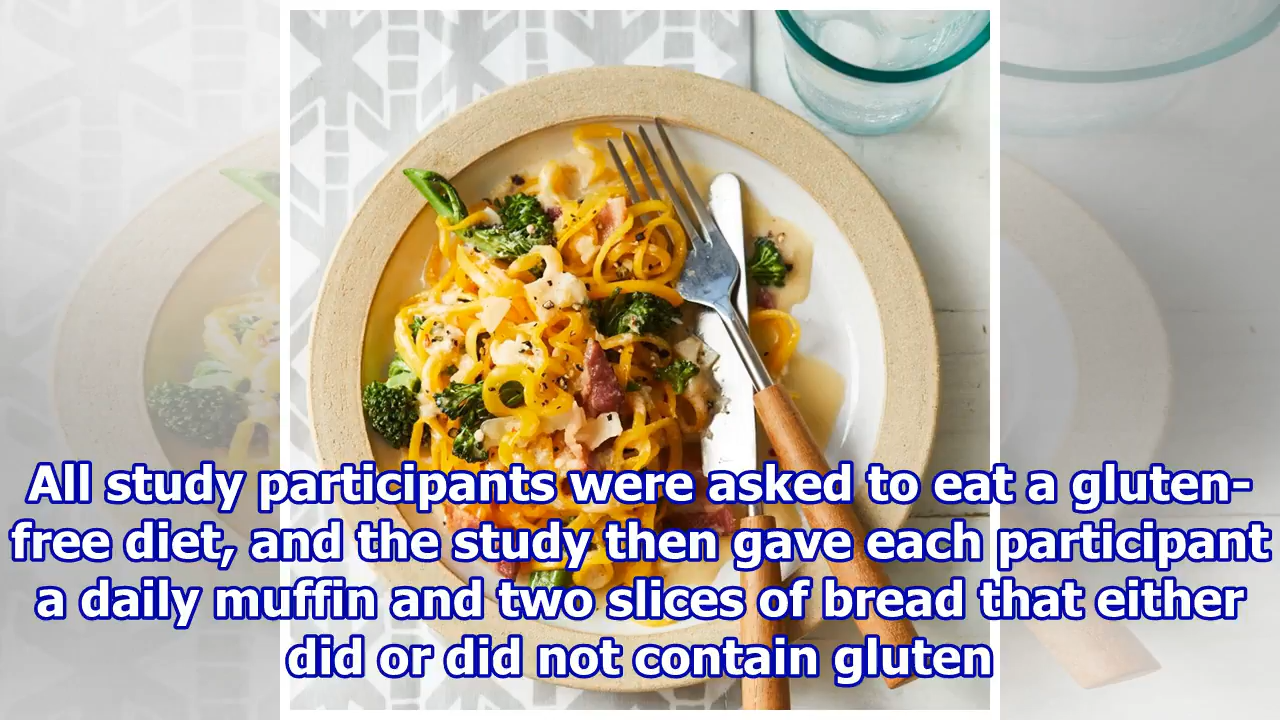 All study participants were asked to eat a gluten-
free diet, and the study then gave each participant
a daily muffin and two slices of bread that either
did or did not contain gluten